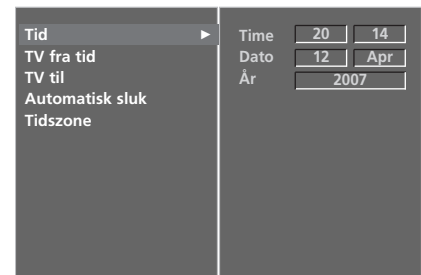 Tid ►
TV fra tid
TV til
Automatisk sluk
Tidszone
Time 20 14
Dato 12 Apr
År 2007